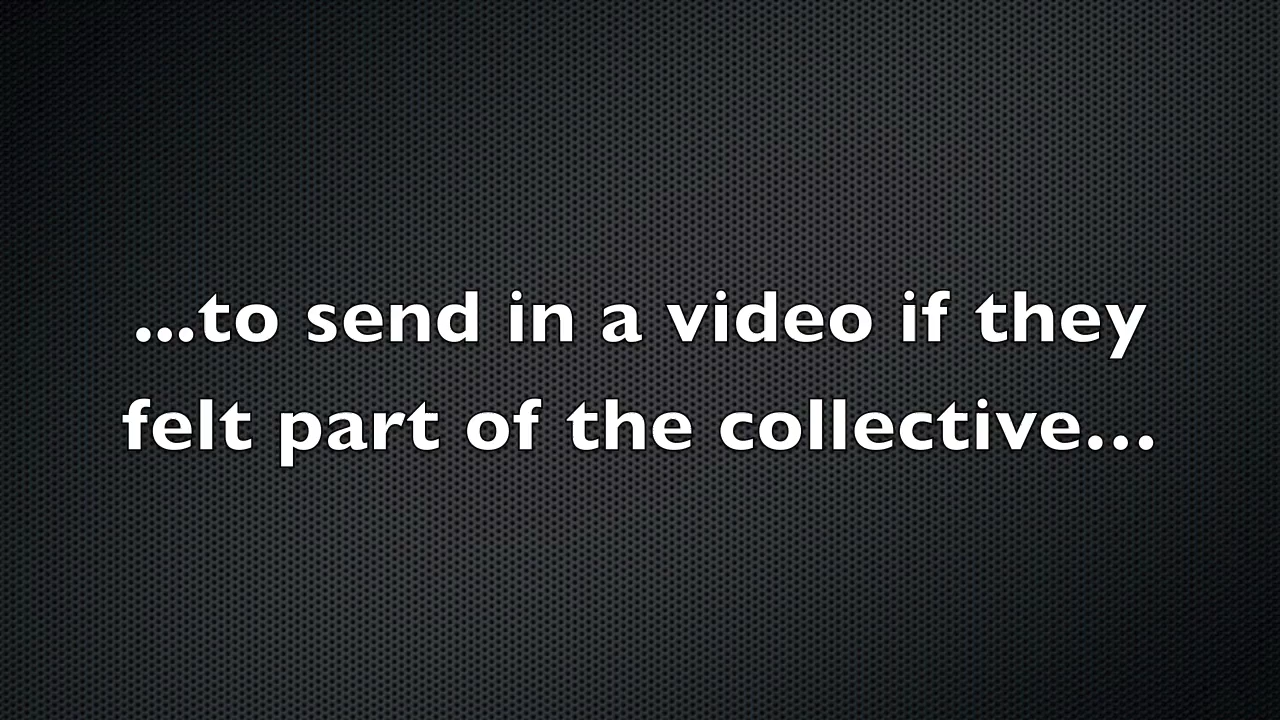 ...to send in a video if they
felt part of the collective...